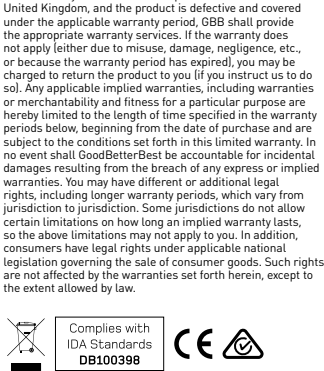 United Kingdom, and the product is defective and covered
under the applicable warranty period, GBB shall provide
the appropriate warranty services. If the warranty does
not apply (either due to misuse, damage, negligence, etc.,
or because the warranty period has expired), you may be
charged to return the product to you (if you instruct us to do
so). Any applicable implied warranties, including warranties
or merchantability and fitness for a particular purpose are
hereby limited to the length of time specified in the warranty
periods below, beginning from the date of purchase and are
subject to the conditions set forth in this limited warranty. In
no event shall GoodBetterBest be accountable for incidental
damages resulting from the breach of any express or implied
warranties. You may have different or additional legal
rights, including longer warranty periods, which vary from
jurisdiction to jurisdiction. Some jurisdictions do not allow
certain limitations on how long an implied warranty lasts,
so the above limitations may not apply to you. In addition,
consumers have legal rights under applicable national
legislation governing the sale of consumer goods. Such rights
are not affected by the warranties set forth herein, except to
the extent allowed by law.
Complies with
IDA Standards
DB100398
CE